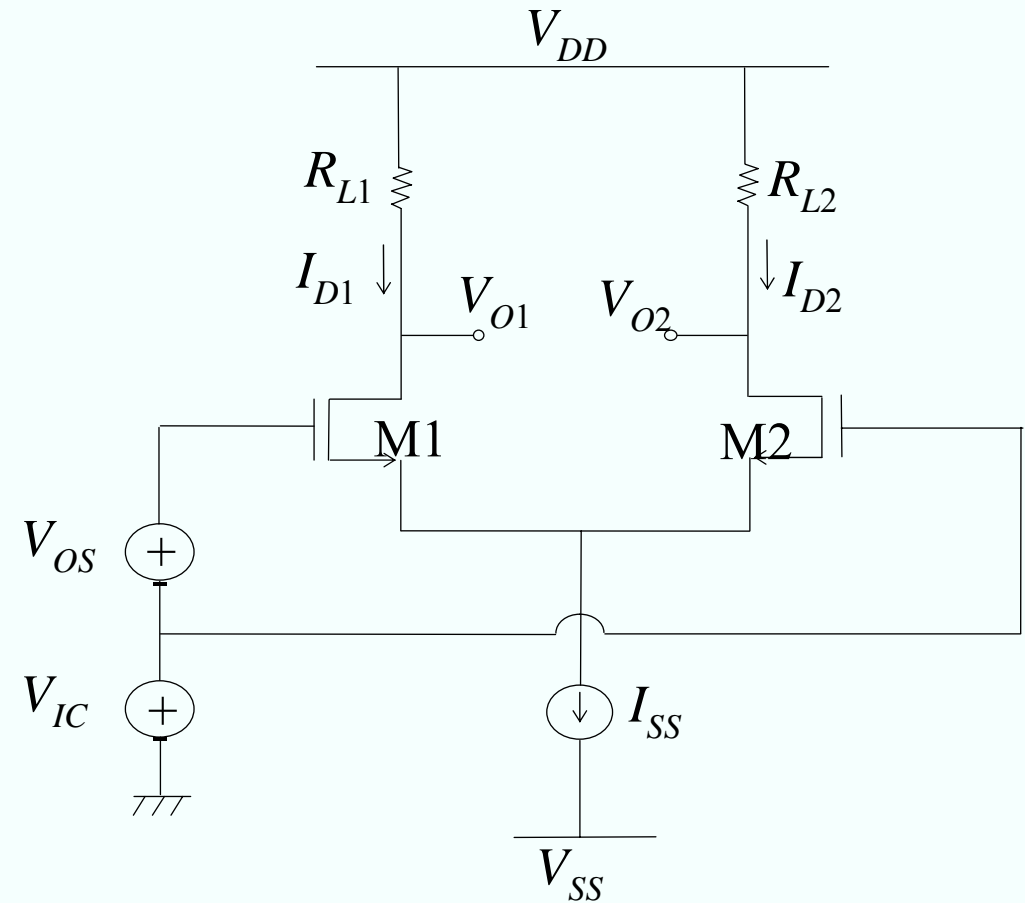 V_DD
R_L1
R_L2
I_D1
V_O1
V_O2
I_D2
M1
M2
V_OS
+
V_IC
+
I_SS
V_SS